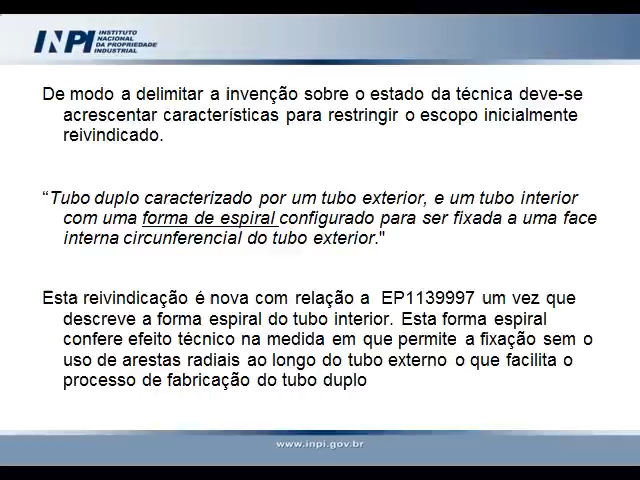 INPI INSTITUTO
NACIONAL
DA PROPRIEDADE
INDUSTRIAL
De modo a delimitar a invenção sobre o estado da técnica deve-se
acrescentar características para restringir o escopo inicialmente
reivindicado.
“Tubo duplo caracterizado por um tubo exterior, e um tubo interior
com uma forma de espiral configurado para ser fixada a uma face
interna circunferencial do tubo exterior."
Esta reivindicação é nova com relação a EP1139997 um vez que
descreve a forma espiral do tubo interior. Esta forma espiral
confere efeito técnico na medida em que permite a fixação sem o
uso de arestas radiais ao longo do tubo externo o que facilita o
processo de fabricação do tubo duplo
www.inpi.gov.br